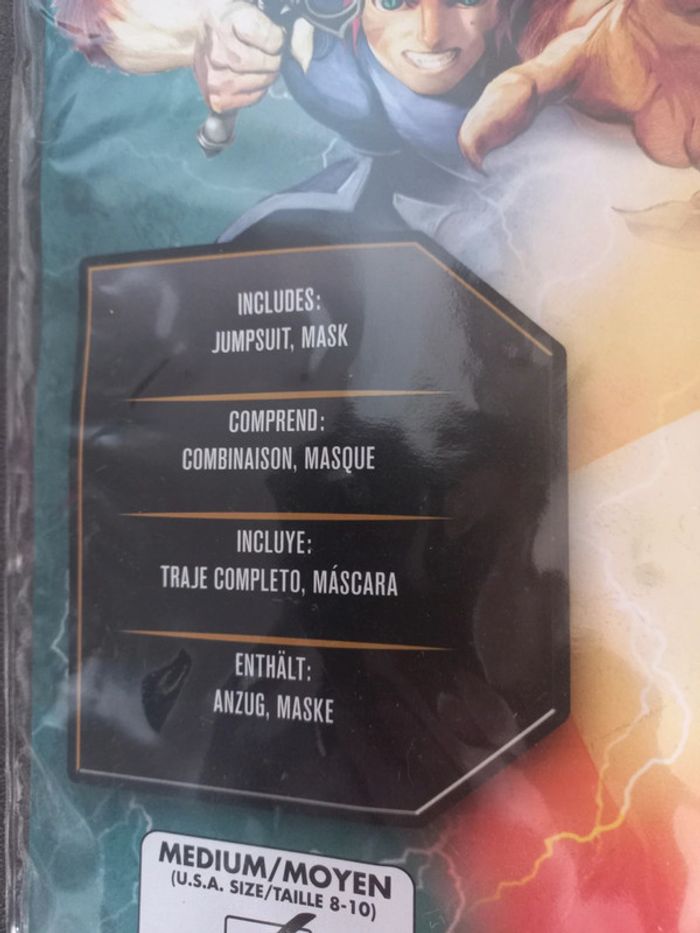 INCLUDES:
JUMPSUIT, MASK
COMPREND:
COMBINAISON, MASQUE
INCLUYE:
TRAJE COMPLETO, MÁSCARA
ENTHÄLT:
ANZUG, MASKE
MEDIUM/MOYEN
(U.S.A. SIZE/TAILLE 8-10)